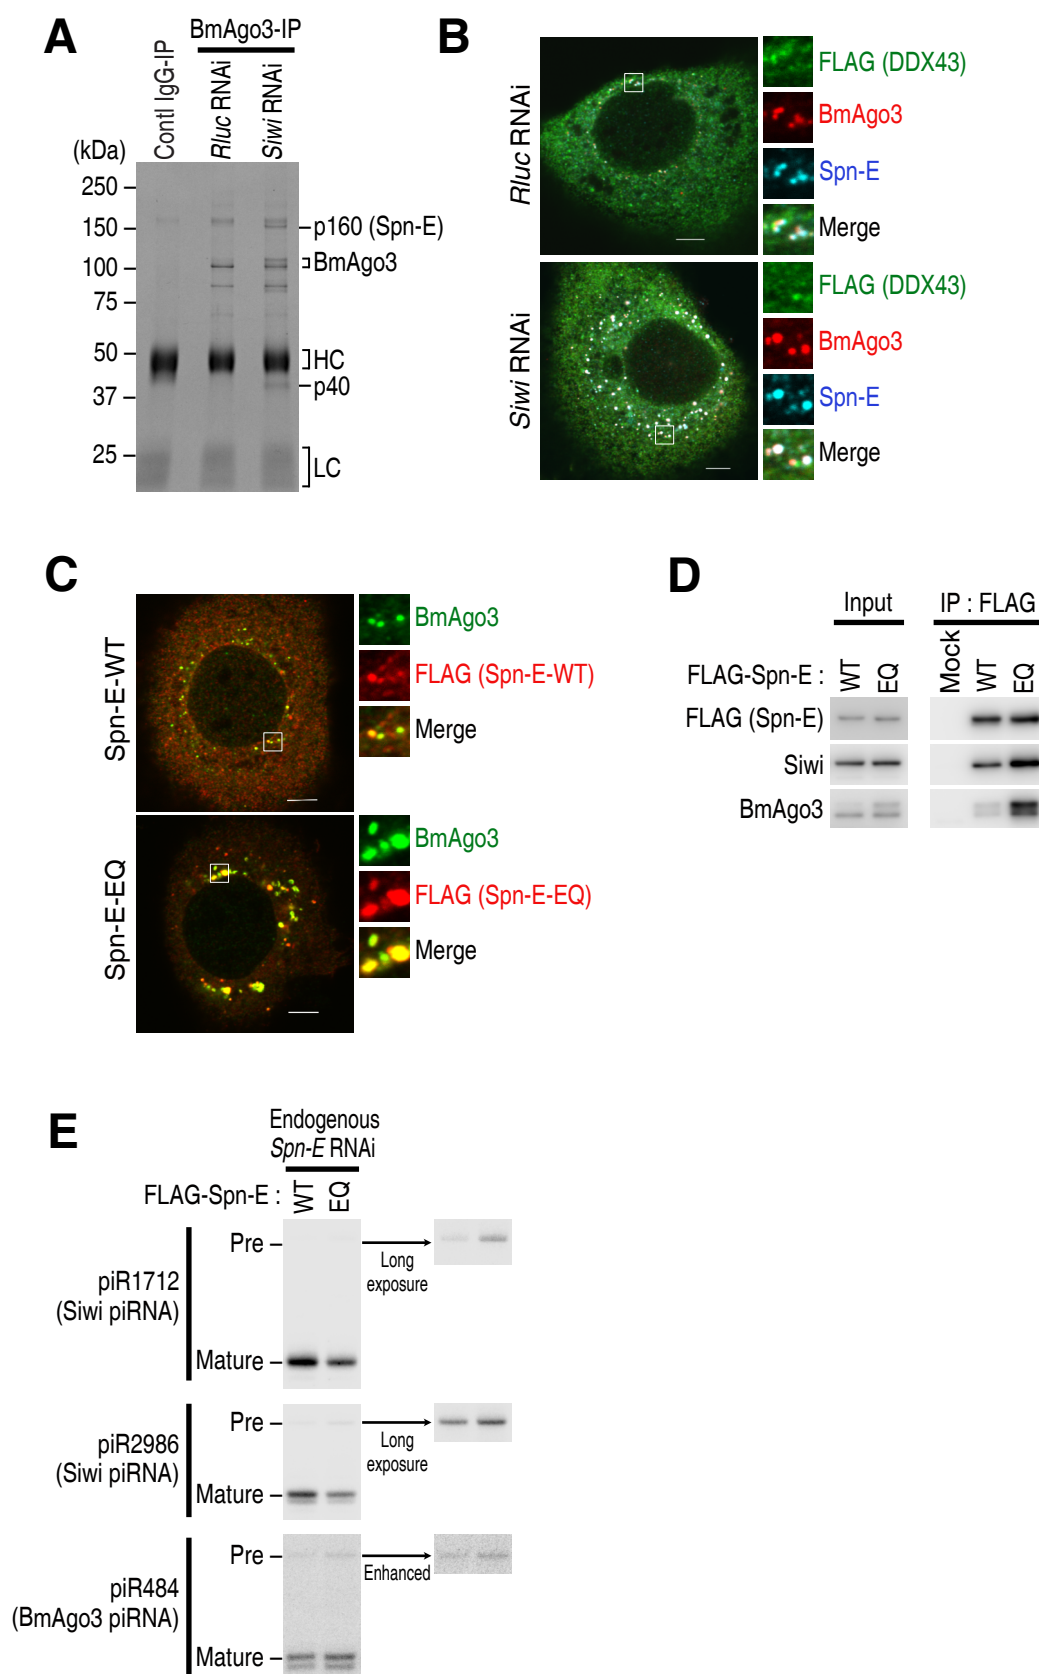 A
BmAgo3-IP
Contl IgG-IP
Rluc RNAi
Siwi RNAi
(kDa)
250
150
100
75
50
37
25
p160 (Spn-E)
BmAgo3
HC
p40
LC
B
Rluc RNAi
FLAG (DDX43)
BmAgo3
Spn-E
Merge
Siwi RNAi
FLAG (DDX43)
BmAgo3
Spn-E
Merge
C
Spn-E-WT
BmAgo3
FLAG (Spn-E-WT)
Merge
Spn-E-EQ
BmAgo3
FLAG (Spn-E-EQ)
Merge
D
Input
IP : FLAG
FLAG-Spn-E :
WT
EQ
Mock
WT
EQ
FLAG (Spn-E)
Siwi
BmAgo3
E
Endogenous
Spn-E RNAi
FLAG-Spn-E :
WT
EQ
piR1712
(Siwi piRNA)
Pre
Long
exposure
Mature
piR2986
(Siwi piRNA)
Pre
Long
exposure
Mature
piR484
(BmAgo3 piRNA)
Pre
Enhanced
Mature